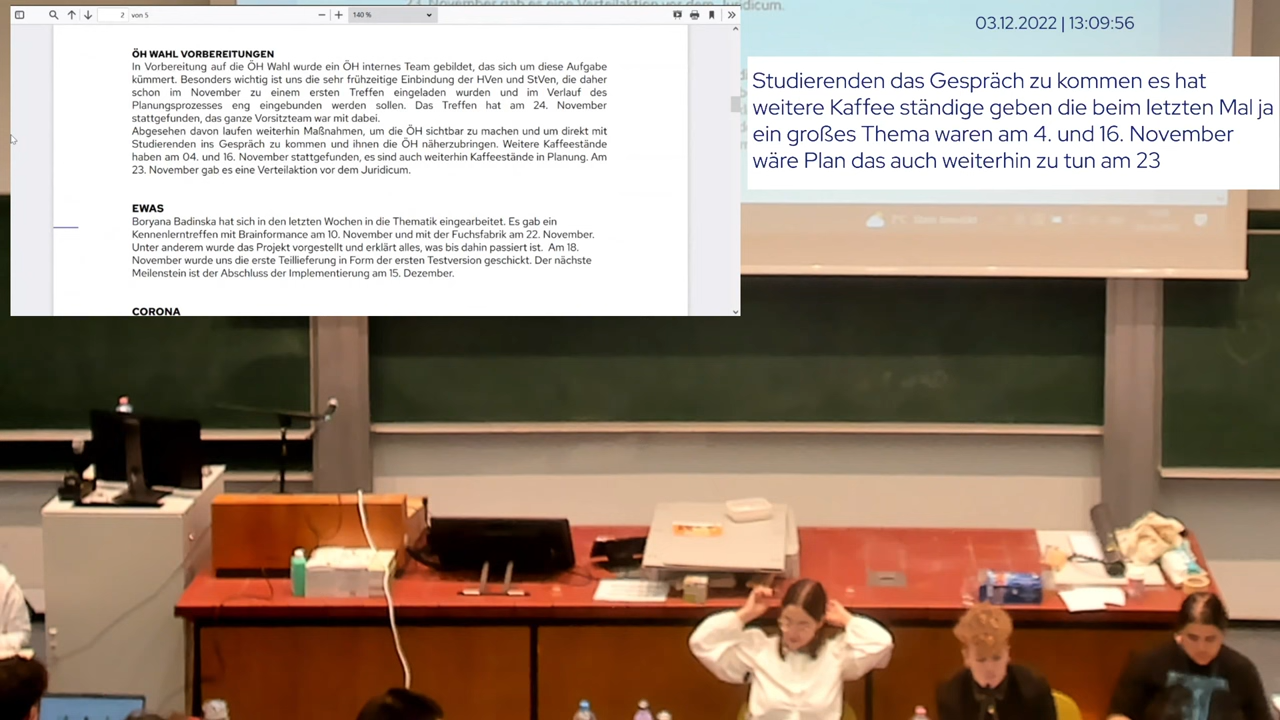 23. November gab es eine Verteilaktion vor dem Juridicum.
03.12.2022 | 13:09:56
2 von 5
140 %
ÖH WAHL VORBEREITUNGEN
In Vorbereitung auf die ÖH Wahl wurde ein ÖH internes Team gebildet, das sich um diese Aufgabe
kümmert. Besonders wichtig ist uns die sehr frühzeitige Einbindung der HVen und StVen, die daher
schon im November zu einem ersten Treffen eingeladen wurden und im Verlauf des
Planungsprozesses eng eingebunden werden sollen. Das Treffen hat am 24. November
stattgefunden, das ganze Vorsitzteam war mit dabei.
Abgesehen davon laufen weiterhin Maßnahmen, um die ÖH sichtbar zu machen und um direkt mit
Studierenden ins Gespräch zu kommen und ihnen die ÖH näherzubringen. Weitere Kaffeestände
haben am 04. und 16. November stattgefunden, es sind auch weiterhin Kaffeestände in Planung. Am
23. November gab es eine Verteilaktion vor dem Juridicum.
EWAS
Boryana Badinska hat sich in den letzten Wochen in die Thematik eingearbeitet. Es gab ein
Kennenlerntreffen mit Brainformance am 10. November und mit der Fuchsfabrik am 22. November.
Unter anderem wurde das Projekt vorgestellt und erklärt alles, was bis dahin passiert ist. Am 18.
November wurde uns die erste Teillieferung in Form der ersten Testversion geschickt. Der nächste
Meilenstein ist der Abschluss der Implementierung am 15. Dezember.
CORONA
Studierenden das Gespräch zu kommen es hat
weitere Kaffee ständige geben die beim letzten Mal ja
ein großes Thema waren am 4. und 16. November
wäre Plan das auch weiterhin zu tun am 23